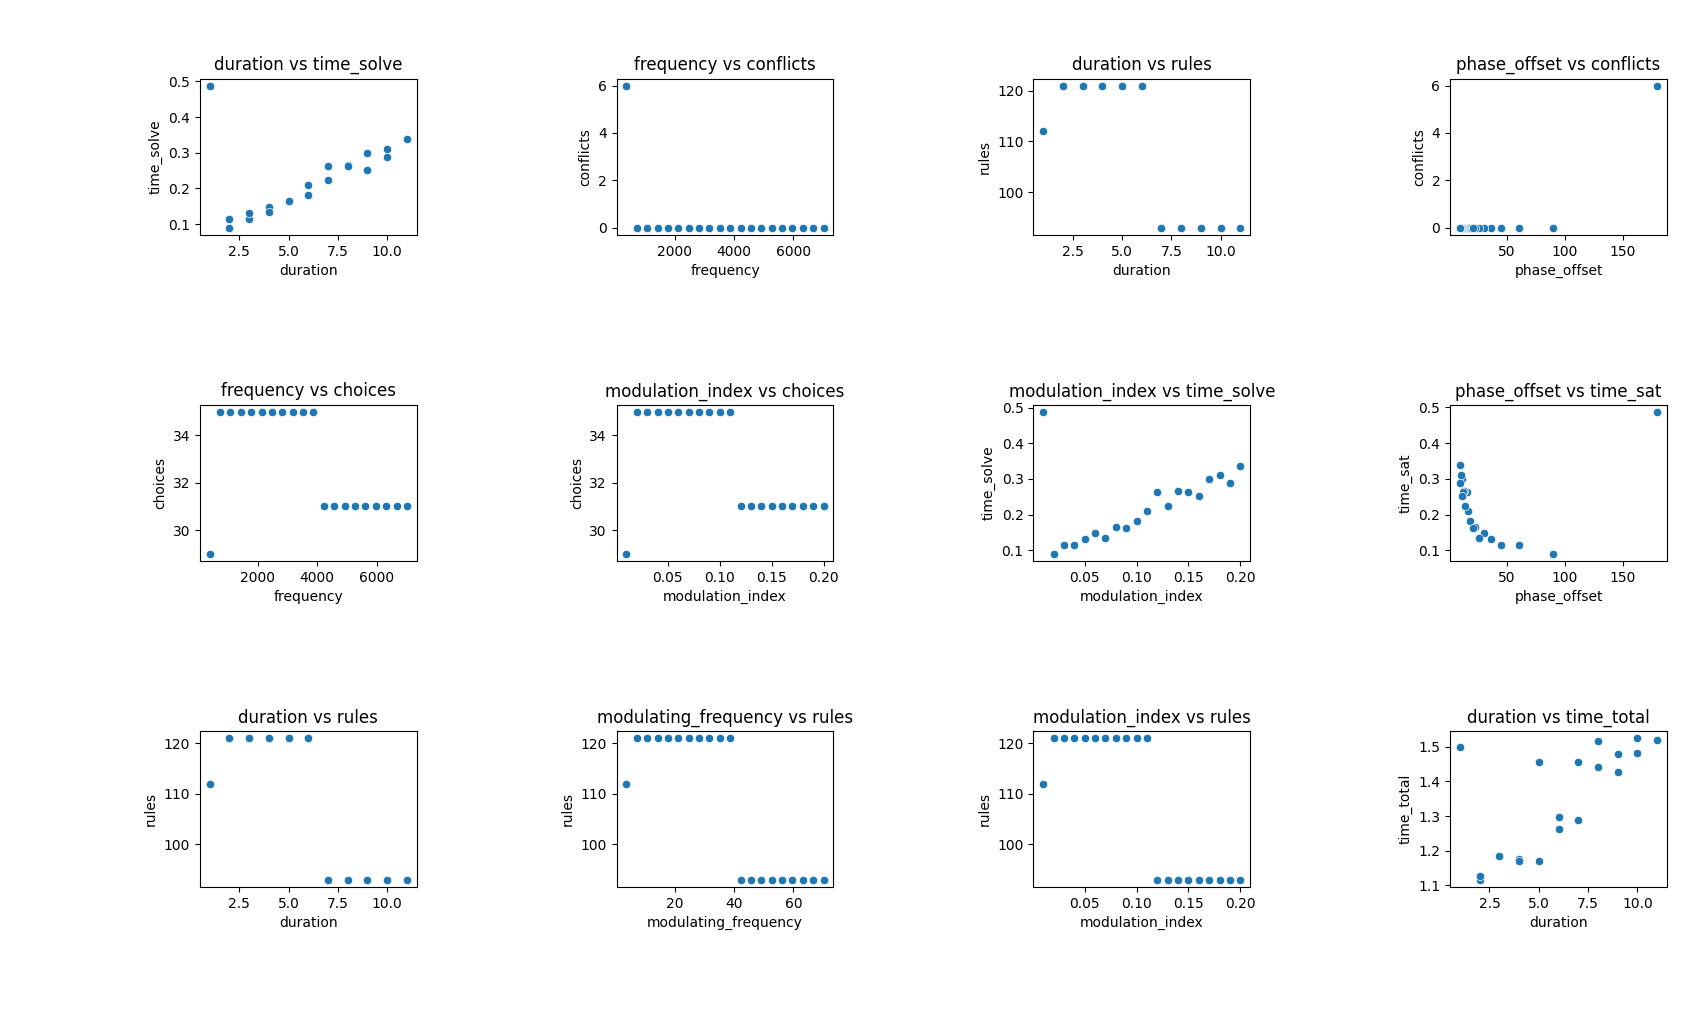 duration vs time_solve
frequency vs conflicts
duration vs rules
phase_offset vs conflicts
0.5
0.4
0.3
0.2
0.1
time_solve
2.5 5.0 7.5 10.0
duration
6
4
2
0
conflicts
2000 4000 6000
frequency
120
110
100
rules
2.5 5.0 7.5 10.0
duration
6
4
2
0
conflicts
50 100 150
phase_offset
frequency vs choices
modulation_index vs choices
modulation_index vs time_solve
phase_offset vs time_sat
34
32
30
choices
2000 4000 6000
frequency
34
32
30
choices
0.05 0.10 0.15 0.20
modulation_index
0.5
0.4
0.3
0.2
0.1
time_solve
0.05 0.10 0.15 0.20
modulation_index
0.5
0.4
0.3
0.2
0.1
time_sat
50 100 150
phase_offset
duration vs rules
modulating_frequency vs rules
modulation_index vs rules
duration vs time_total
120
110
100
rules
2.5 5.0 7.5 10.0
duration
120
110
100
rules
20 40 60
modulating_frequency
120
110
100
rules
0.05 0.10 0.15 0.20
modulation_index
1.5
1.4
1.3
1.2
1.1
time_total
2.5 5.0 7.5 10.0
duration